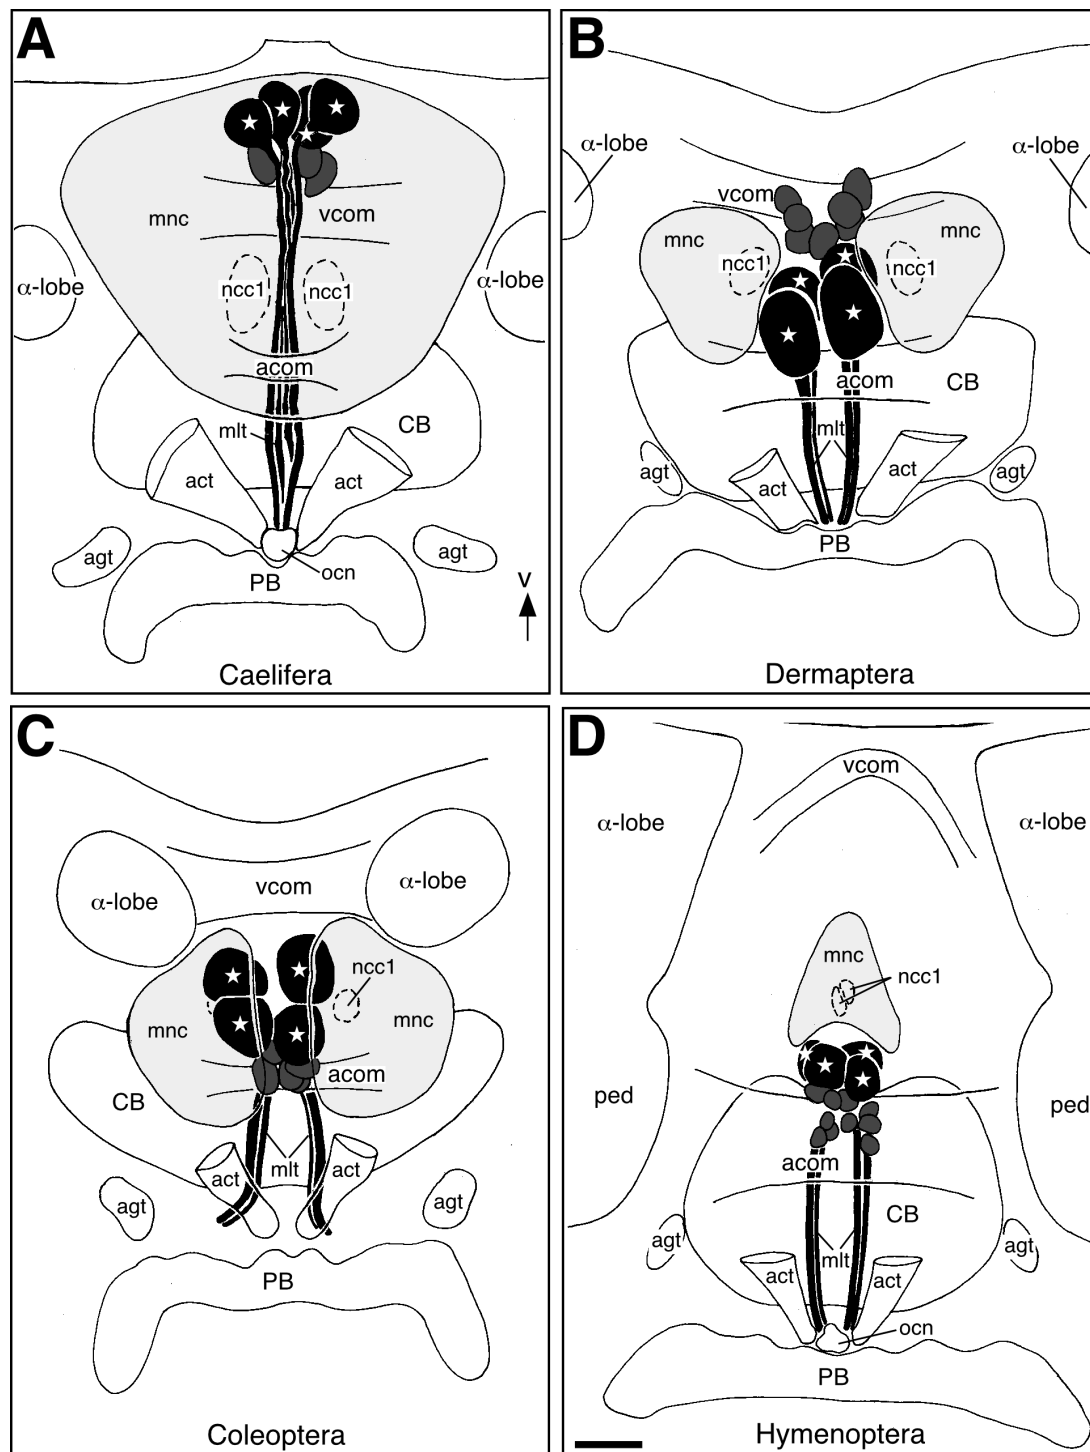 A
mnc
vcom
α-lobe
ncc1
ncc1
α-lobe
acom
mlt
CB
act
act
agt
agt
PB
ocn
v
Caelifera
B
α-lobe
α-lobe
vcom
mnc
mnc
ncc1
ncc1
acom
CB
mlt
agt
act
act
agt
PB
Dermaptera
C
α-lobe
α-lobe
vcom
ncc1
mnc
mnc
acom
CB
act
mlt
act
agt
agt
PB
Coleoptera
D
vcom
α-lobe
α-lobe
mnc
ncc1
ped
ped
acom
CB
agt
mlt
agt
act
act
ocn
PB
Hymenoptera